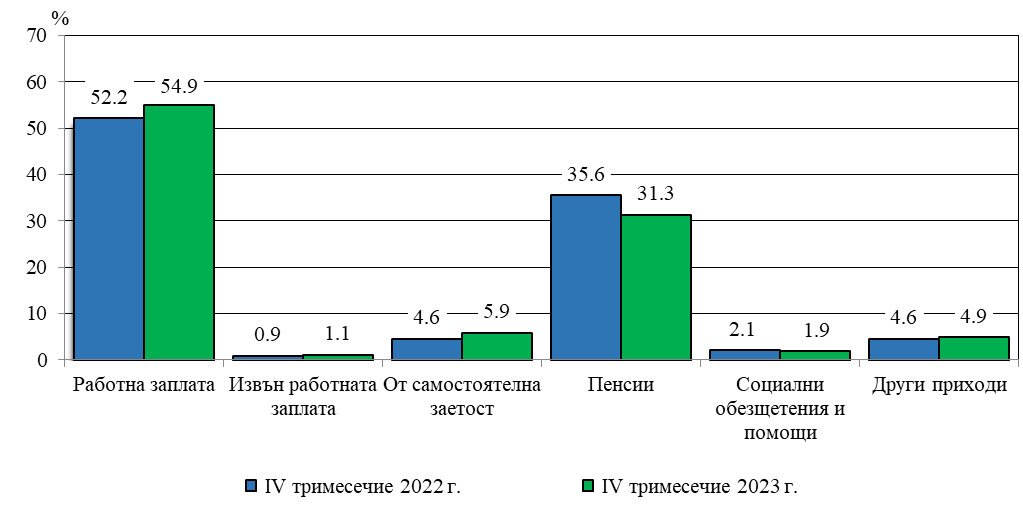 %
70
60
50
40
30
20
10
0
52.2
54.9
0.9
1.1
4.6
5.9
35.6
31.3
2.1
1.9
4.6
4.9
Работна заплата
Извън работната
заплата
От самостоятелна
заетост
Пенсии
Социални
обезщетения и
помощи
Други приходи
IV тримесечие 2022 г.
IV тримесечие 2023 г.